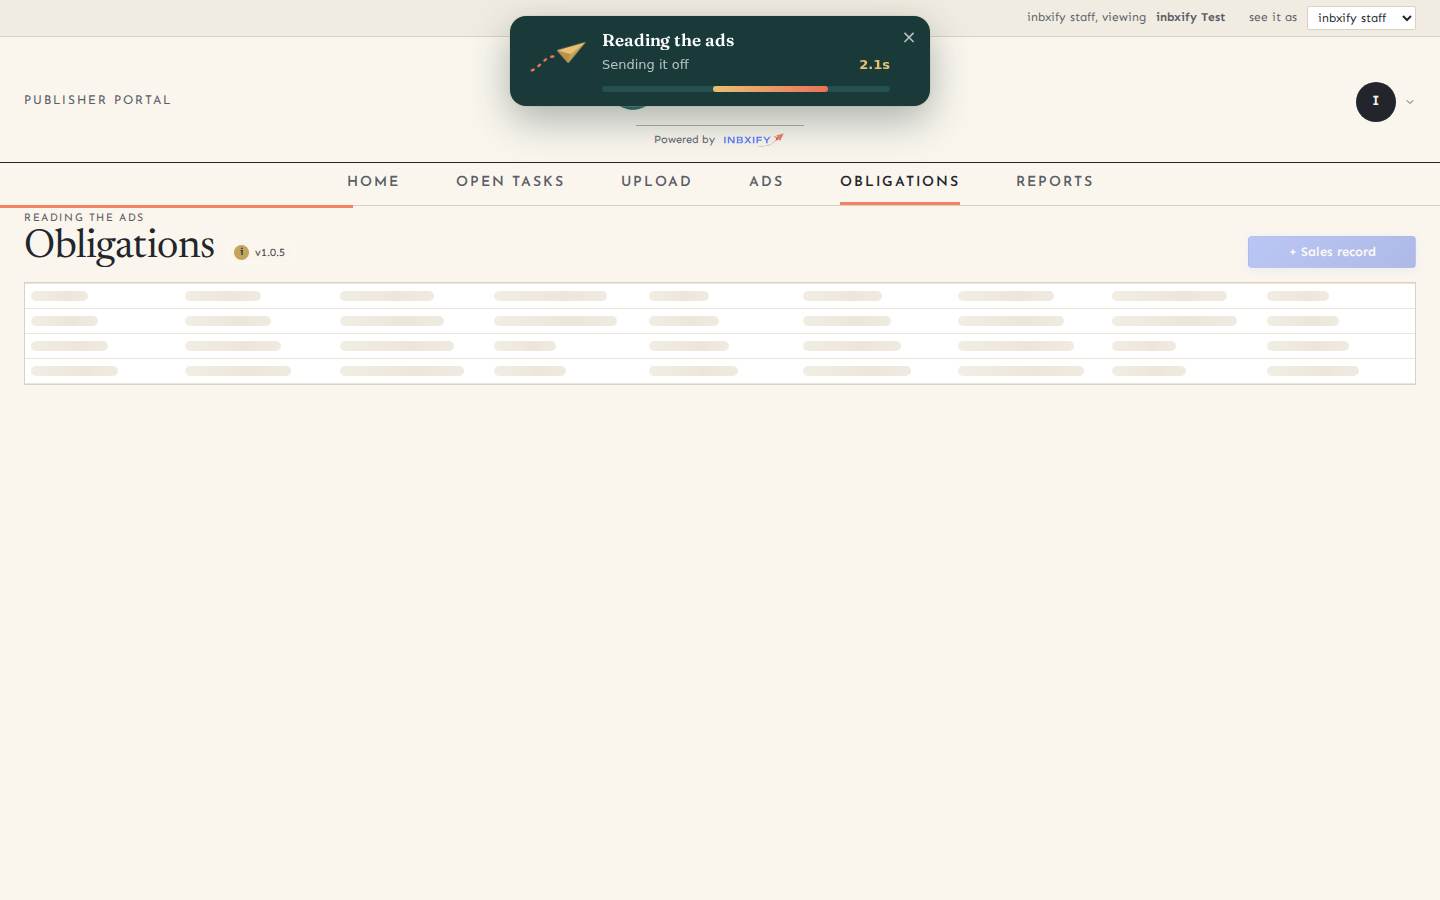 inbxify staff, viewing inbxify Test see it as inbxify staff
Reading the ads
Sending it off 2.1s
PUBLISHER PORTAL
I
Powered by INBXIFY
HOME OPEN TASKS UPLOAD ADS OBLIGATIONS REPORTS
READING THE ADS
Obligations
i v1.0.5
+ Sales record